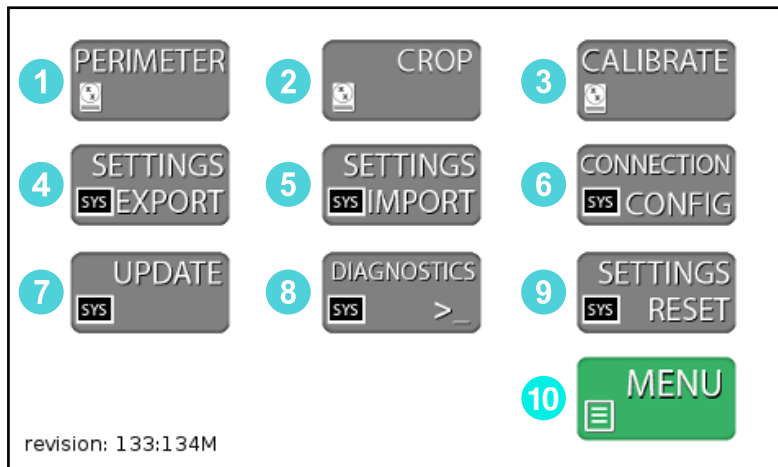 1 PERIMETER
2 CROP
3 CALIBRATE
4 SETTINGS
SYS EXPORT
5 SETTINGS
SYS IMPORT
6 CONNECTION
SYS CONFIG
7 UPDATE
SYS
8 DIAGNOSTICS
SYS >_
9 SETTINGS
SYS RESET
10 MENU
revision: 133:134M